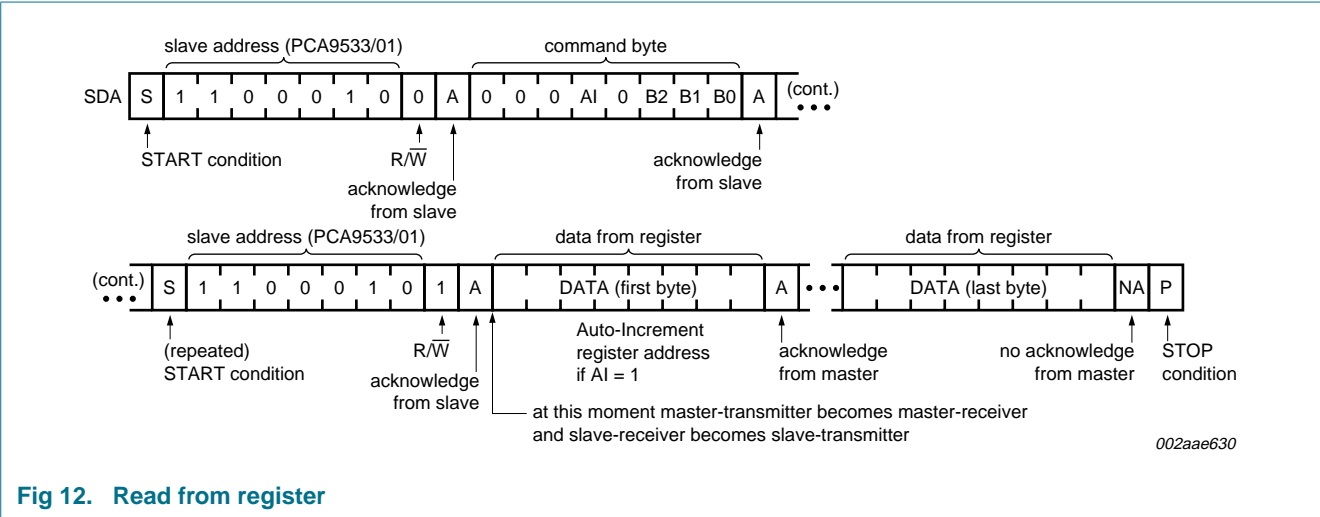 slave address (PCA9533/01) command byte
SDA S 1 1 0 0 0 1 0 0 A 0 0 0 AI 0 B2 B1 B0 A (cont.)
START condition R/W̅ acknowledge
from slave acknowledge
from slave
slave address (PCA9533/01) data from register data from register
(cont.) S 1 1 0 0 0 1 0 1 A DATA (first byte) A DATA (last byte) NA P
(repeated)
START condition
R/W̅
acknowledge
from slave
Auto-Increment
register address
if AI = 1
acknowledge
from master
no acknowledge
from master
STOP
condition
at this moment master-transmitter becomes master-receiver
and slave-receiver becomes slave-transmitter
002aae630
Fig 12. Read from register